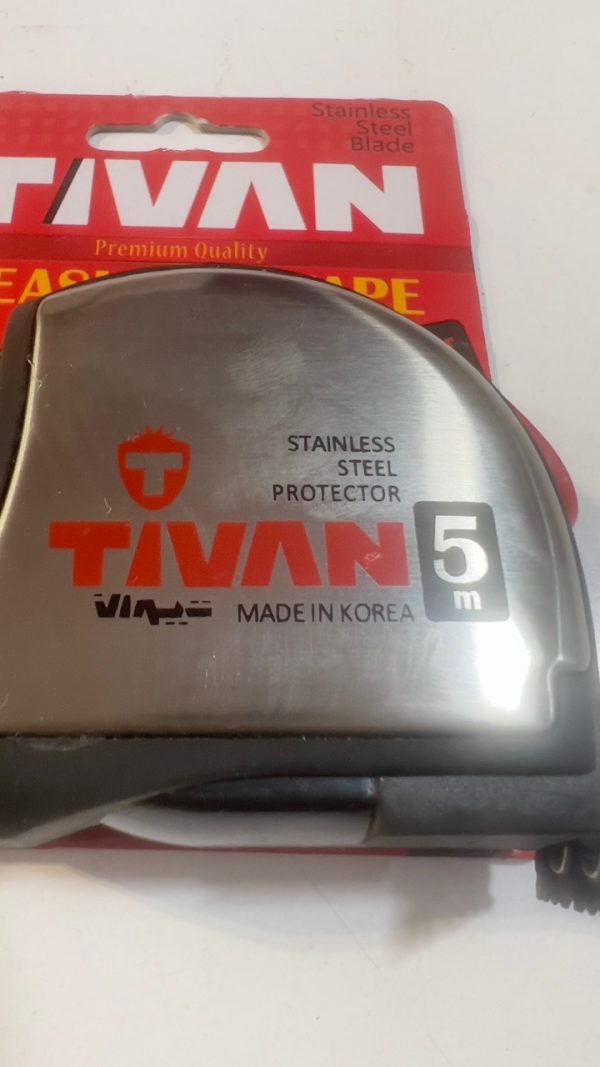 Stainless
Steel
Blade
TIVAN
Premium Quality
STAINLESS
STEEL
PROTECTOR
T
TIVAN
MADE IN KOREA
5
m